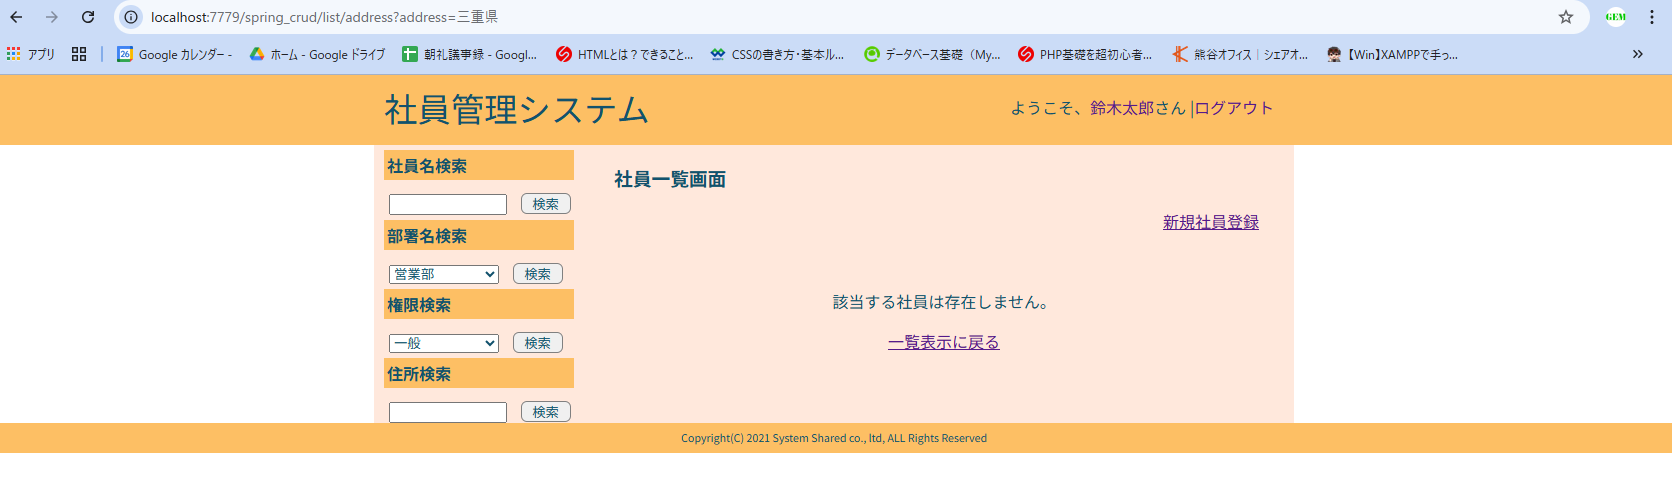 localhost:7779/spring_crud/list/address?address=三重県
GEM
アプリ 26 Google カレンダー - ホーム - Google ドライブ 朝礼議事録 - Googl... HTMLとは？できること... CSSの書き方・基本ル... データベース基礎（My... PHP基礎を超初心者... 熊谷オフィス｜シェアオ... 【Win】XAMPPで手っ... »
社員管理システム
ようこそ、鈴木太郎さん |ログアウト
社員名検索
検索
部署名検索
営業部 検索
権限検索
一般 検索
住所検索
検索
社員一覧画面
新規社員登録
該当する社員は存在しません。
一覧表示に戻る
Copyright(C) 2021 System Shared co., ltd, ALL Rights Reserved